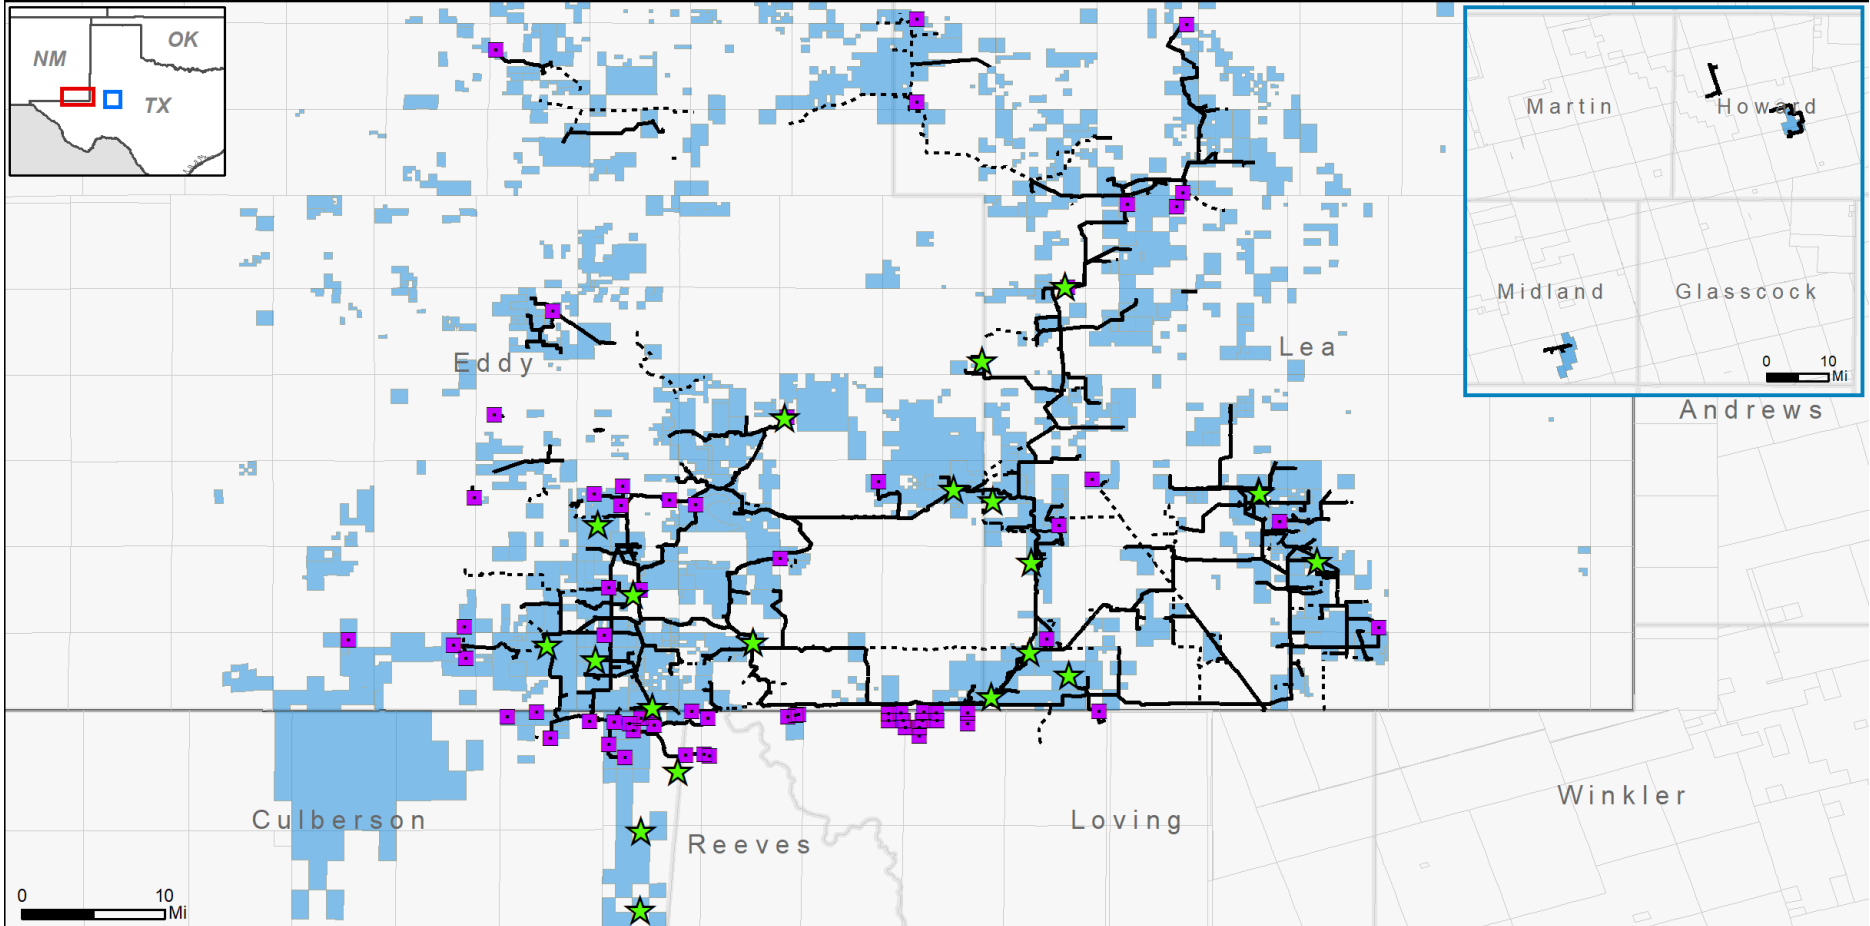 NM
OK
TX
Martin
Howard
Midland
Glasscock
0 10
Mi
Eddy
Lea
Andrews
Culberson
Reeves
Loving
Winkler
0 10
Mi